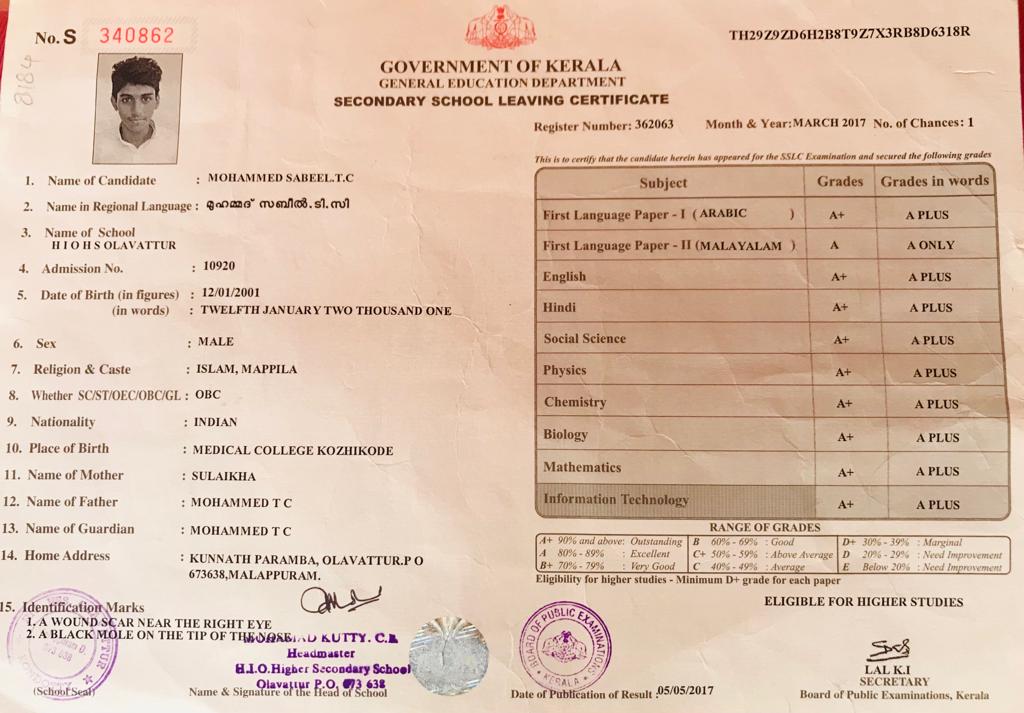 No. S 340862
TH29Z9ZD6H2B8T9Z7X3RB8D6318R
8184
GOVERNMENT OF KERALA
GENERAL EDUCATION DEPARTMENT
SECONDARY SCHOOL LEAVING CERTIFICATE
Register Number: 362063 Month & Year: MARCH 2017 No. of Chances: 1
1. Name of Candidate : MOHAMMED SABEEL.T.C
2. Name in Regional Language : മുഹമ്മദ് സബീൽ.ടി.സി
3. Name of School
H I O H S OLAVATTUR
4. Admission No. : 10920
5. Date of Birth (in figures) : 12/01/2001
(in words) : TWELFTH JANUARY TWO THOUSAND ONE
6. Sex : MALE
7. Religion & Caste : ISLAM, MAPPILA
8. Whether SC/ST/OEC/OBC/GL : OBC
9. Nationality : INDIAN
10. Place of Birth : MEDICAL COLLEGE KOZHIKODE
11. Name of Mother : SULAIKHA
12. Name of Father : MOHAMMED T C
13. Name of Guardian : MOHAMMED T C
14. Home Address : KUNNATH PARAMBA, OLAVATTUR.P O
673638,MALAPPURAM.
15. Identification Marks
1. A WOUND SCAR NEAR THE RIGHT EYE
2. A BLACK MOLE ON THE TIP OF THE NOSE
KUTTY. C.K
Headmaster
H.I.O.Higher Secondary School
Olavattur P.O, 673 638
(School Seal) Name & Signature of the Head of School
This is to certify that the candidate herein has appeared for the SSLC Examination and secured the following grades
Subject Grades Grades in words
First Language Paper - I ( ARABIC ) A+ A PLUS
First Language Paper - II (MALAYALAM ) A A ONLY
English A+ A PLUS
Hindi A+ A PLUS
Social Science A+ A PLUS
Physics A+ A PLUS
Chemistry A+ A PLUS
Biology A+ A PLUS
Mathematics A+ A PLUS
Information Technology A+ A PLUS
RANGE OF GRADES
A+ 90% and above: Outstanding B 60% - 69% : Good D+ 30% - 39% : Marginal
A 80% - 89% : Excellent C+ 50% - 59% : Above Average D 20% - 29% : Need Improvement
B+ 70% - 79% : Very Good C 40% - 49% : Average E Below 20% : Need Improvement
Eligibility for higher studies - Minimum D+ grade for each paper
ELIGIBLE FOR HIGHER STUDIES
BOARD OF PUBLIC EXAMINATIONS
KERALA
LAL K.I
SECRETARY
Date of Publication of Result : 05/05/2017 Board of Public Examinations, Kerala